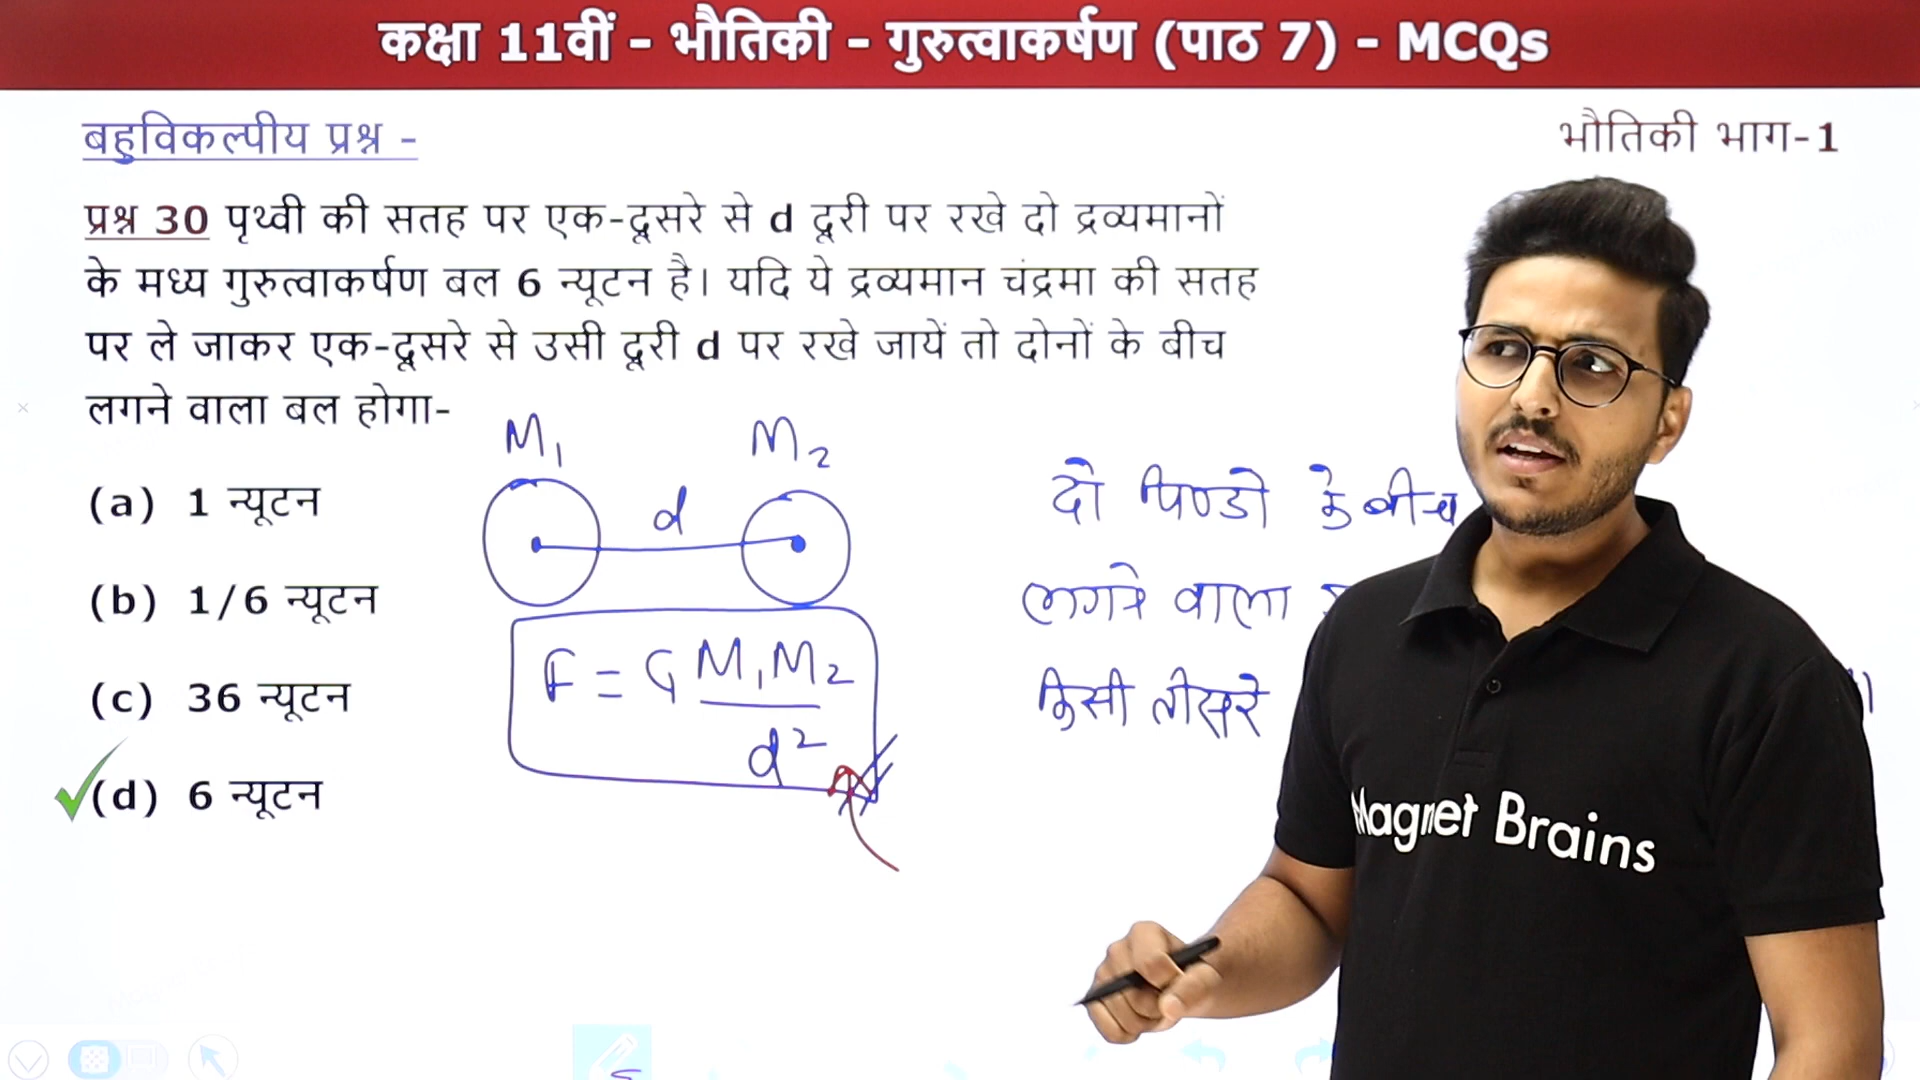 कक्षा 11वीं - भौतिकी - गुरुत्वाकर्षण (पाठ 7) - MCQs
बहुविकल्पीय प्रश्न -
भौतिकी भाग-1
प्रश्न 30 पृथ्वी की सतह पर एक-दूसरे से d दूरी पर रखे दो द्रव्यमानों
के मध्य गुरुत्वाकर्षण बल 6 न्यूटन है। यदि ये द्रव्यमान चंद्रमा की सतह
पर ले जाकर एक-दूसरे से उसी दूरी d पर रखे जायें तो दोनों के बीच
लगने वाला बल होगा-
(a) 1 न्यूटन
(b) 1/6 न्यूटन
(c) 36 न्यूटन
(d) 6 न्यूटन
M₁ M₂
d
F = G M₁M₂ / d²
दो पिण्डो के बीच
लगने वाला
किसी तीसरे
Magnet Brains